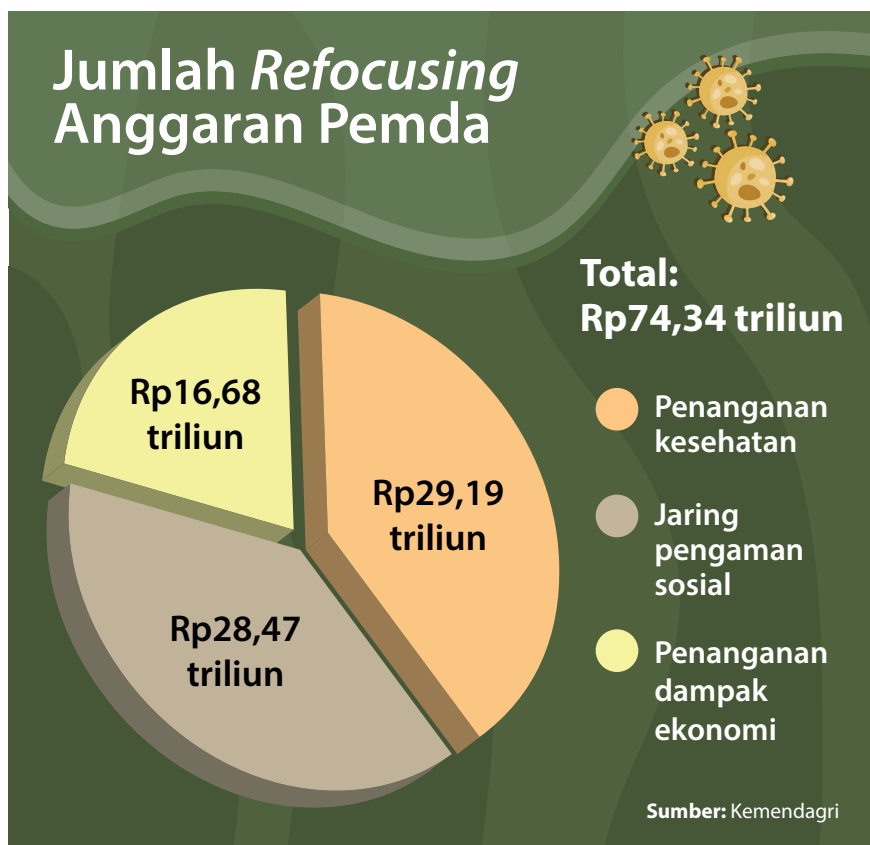 Jumlah Refocusing
Anggaran Pemda
Total:
Rp74,34 triliun
Rp16,68
triliun
Rp29,19
triliun
Rp28,47
triliun
Penanganan
kesehatan
Jaring
pengaman
sosial
Penanganan
dampak
ekonomi
Sumber: Kemendagri